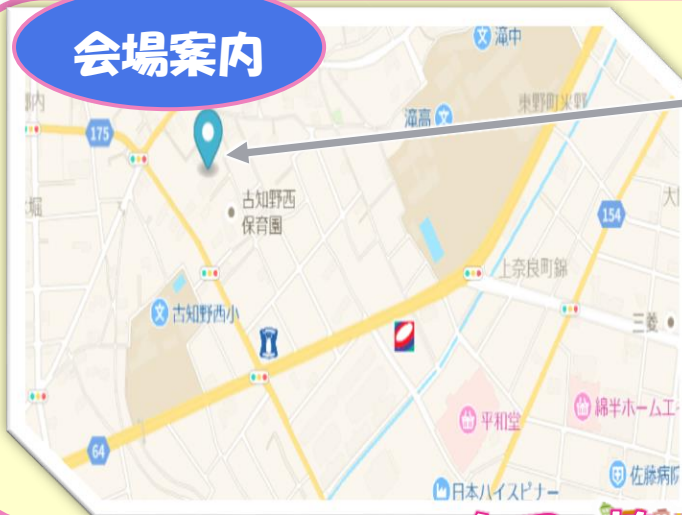 会場案内
滝中
175
滝高
東野町米野
古知野西
保育園
154
上奈良町錦
古知野西小
三菱
平和堂
綿半ホームエ
64
日本ハイスピナー
佐藤病院